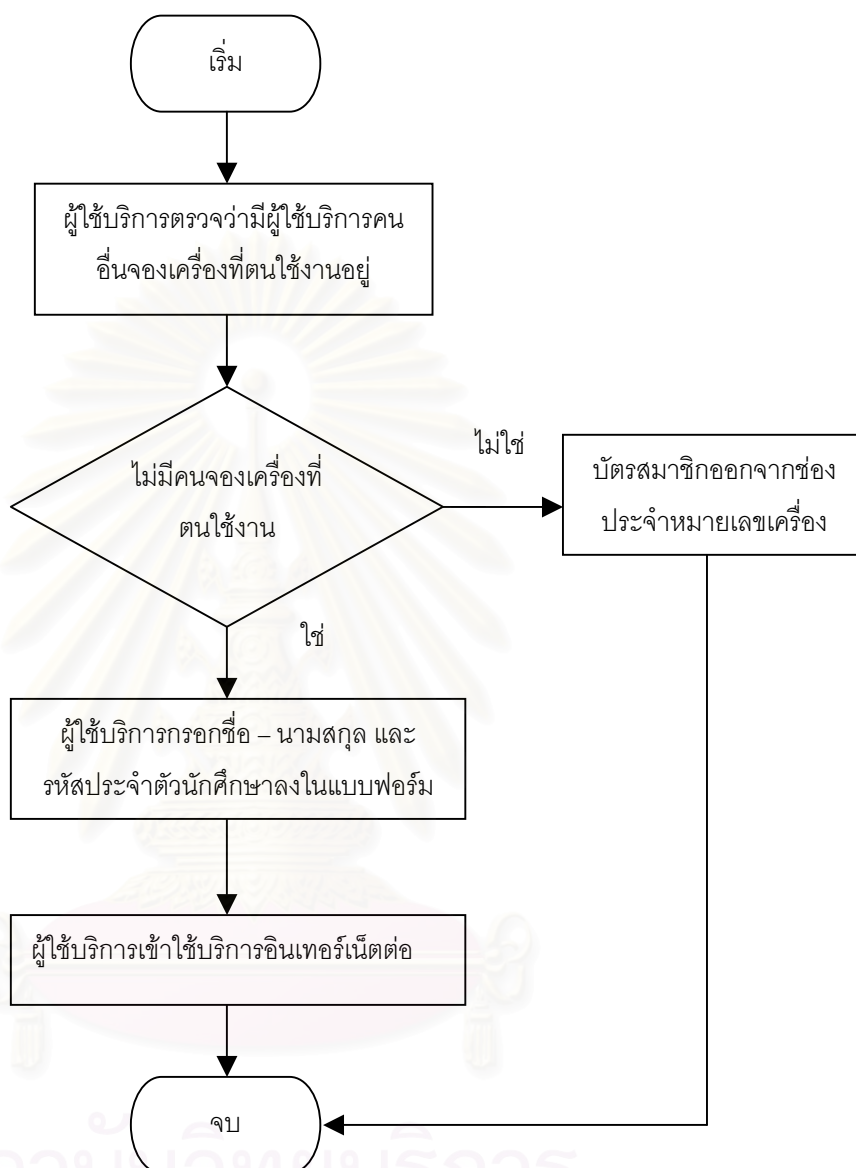 เริ่ม
ผู้ใช้บริการตรวจว่ามีผู้ใช้บริการคน
อื่นจองเครื่องที่ตนใช้งานอยู่
ไม่มีคนจองเครื่องที่
ตนใช้งาน
ไม่ใช่
บัตรสมาชิกออกจากช่อง
ประจำหมายเลขเครื่อง
ใช่
ผู้ใช้บริการกรอกชื่อ – นามสกุล และ
รหัสประจำตัวนักศึกษาลงในแบบฟอร์ม
ผู้ใช้บริการเข้าใช้บริการอินเทอร์เน็ตต่อ
จบ